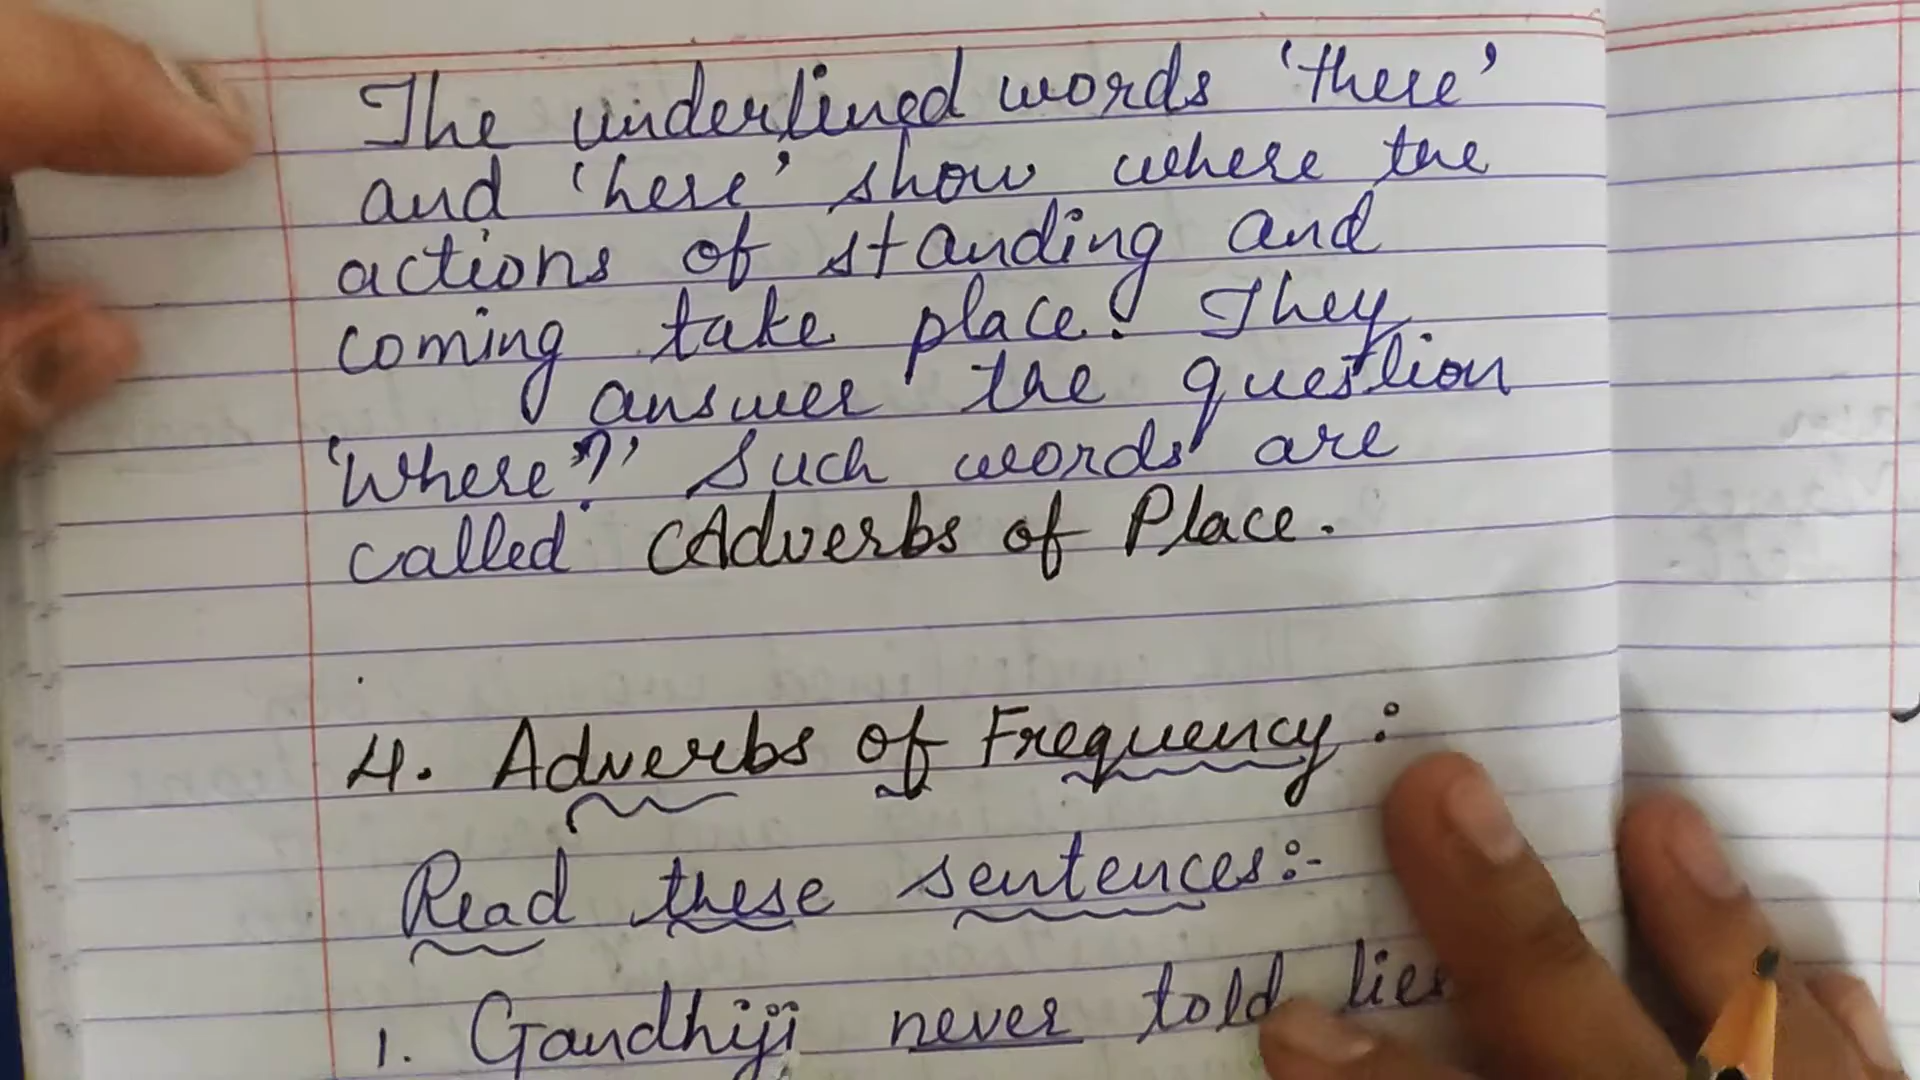 The underlined words 'there'
and 'here' show where the
actions of standing and
coming take place. They
answer the question
'Where?' Such words are
called Adverbs of Place.
4. Adverbs of Frequency:
Read these sentences:-
1. Gandhiji never told lies